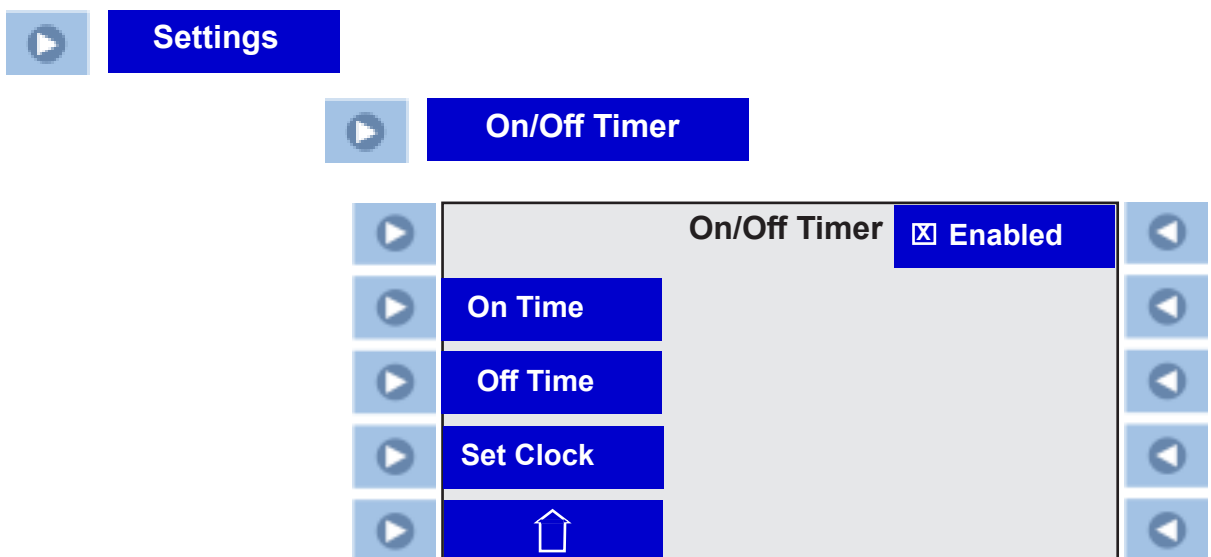 Settings
On/Off Timer
On/Off Timer ☒ Enabled
On Time
Off Time
Set Clock